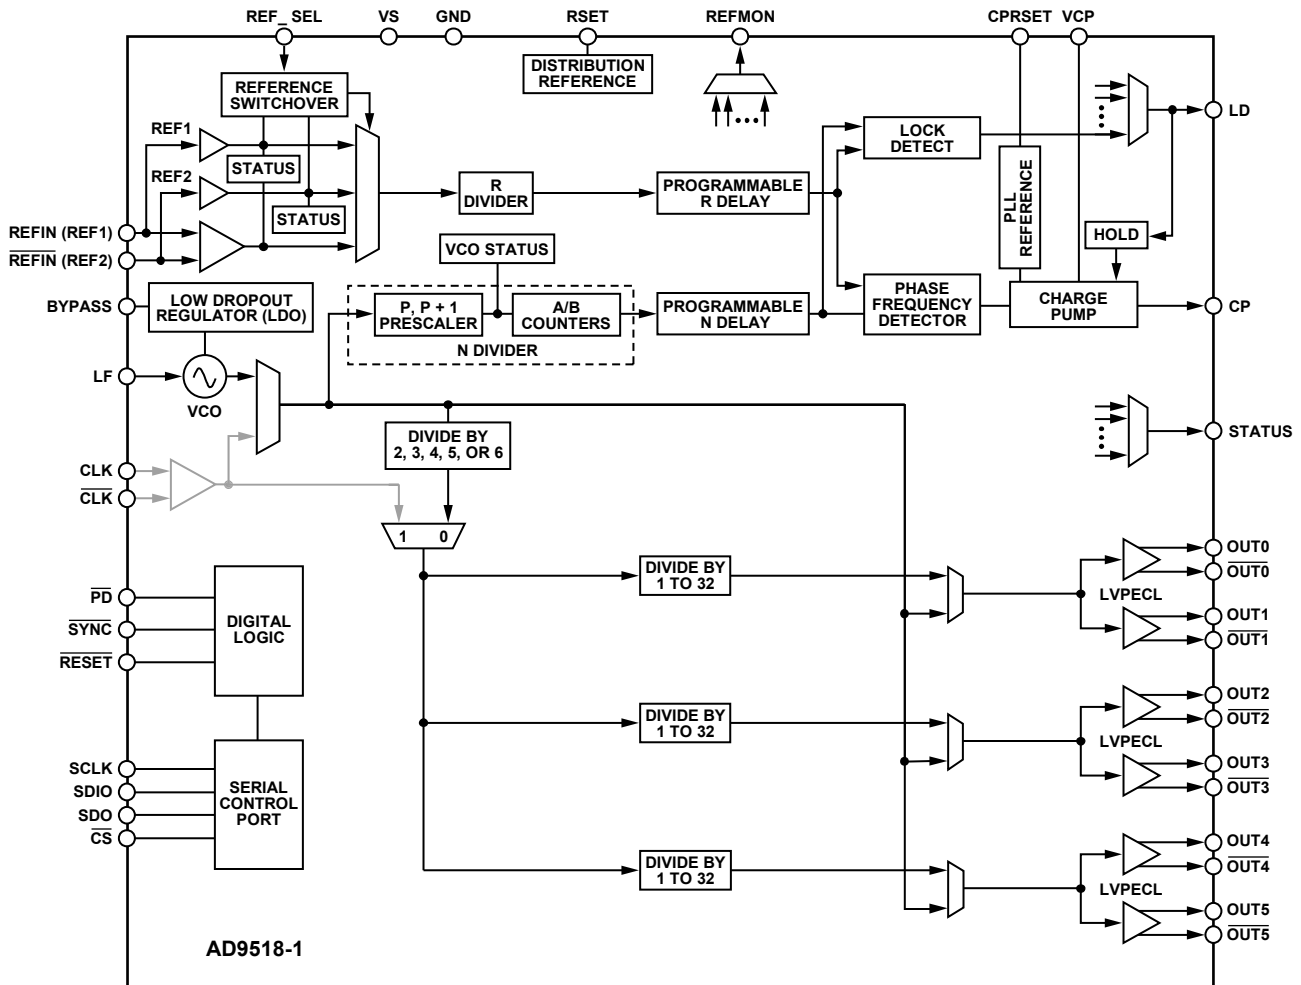 REF_ SEL
VS
GND
RSET
REFMON
CPRSET
VCP
DISTRIBUTION
REFERENCE
REFERENCE
SWITCHOVER
REF1
STATUS
REF2
STATUS
R
DIVIDER
PROGRAMMABLE
R DELAY
LOCK
DETECT
LD
PLL
REFERENCE
HOLD
REFIN (REF1)
REFIN (REF2)
BYPASS
LOW DROPOUT
REGULATOR (LDO)
VCO STATUS
P, P + 1
PRESCALER
A/B
COUNTERS
N DIVIDER
PROGRAMMABLE
N DELAY
PHASE
FREQUENCY
DETECTOR
CHARGE
PUMP
CP
LF
VCO
STATUS
DIVIDE BY
2, 3, 4, 5, OR 6
CLK
CLK
1 0
DIVIDE BY
1 TO 32
LVPECL
OUT0
OUT0
OUT1
OUT1
PD
SYNC
RESET
DIGITAL
LOGIC
DIVIDE BY
1 TO 32
LVPECL
OUT2
OUT2
OUT3
OUT3
SCLK
SDIO
SDO
CS
SERIAL
CONTROL
PORT
DIVIDE BY
1 TO 32
LVPECL
OUT4
OUT4
OUT5
OUT5
AD9518-1